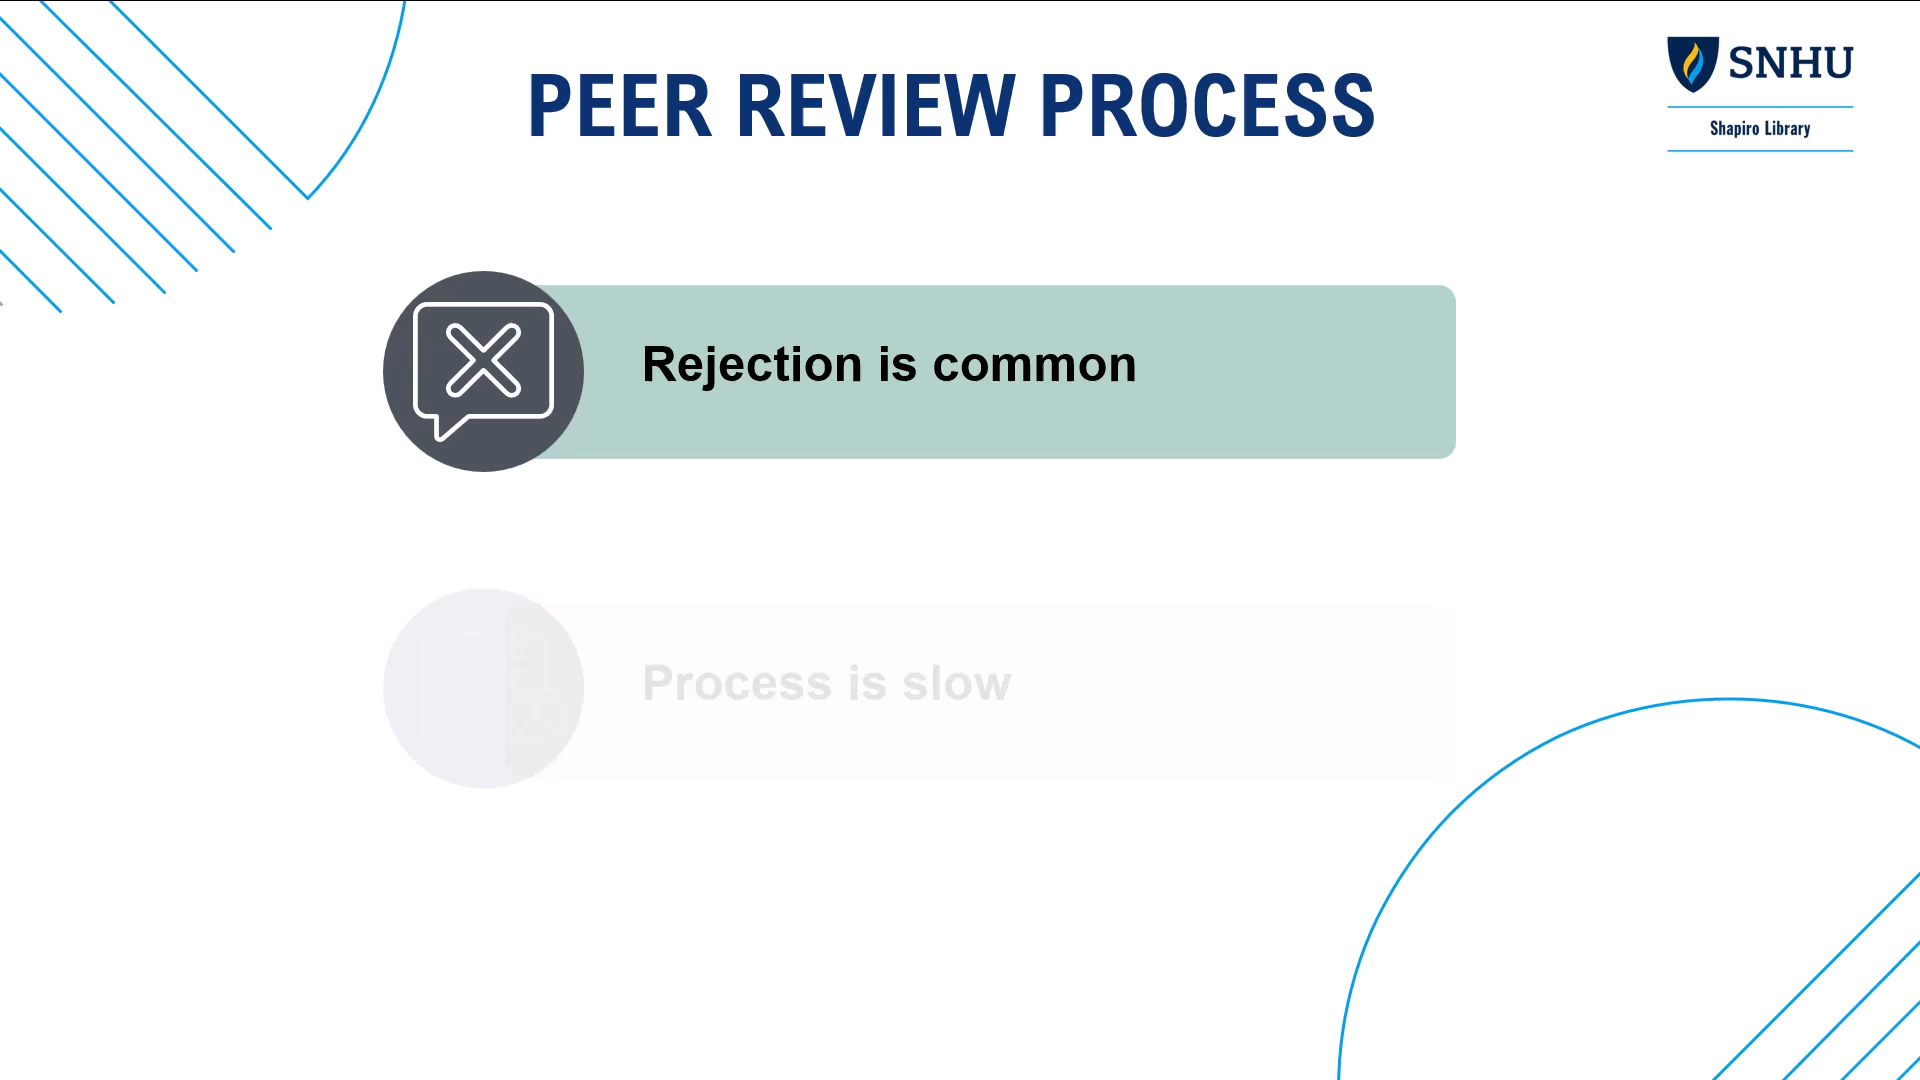 PEER REVIEW PROCESS
SNHU
Shapiro Library
Rejection is common
Process is slow